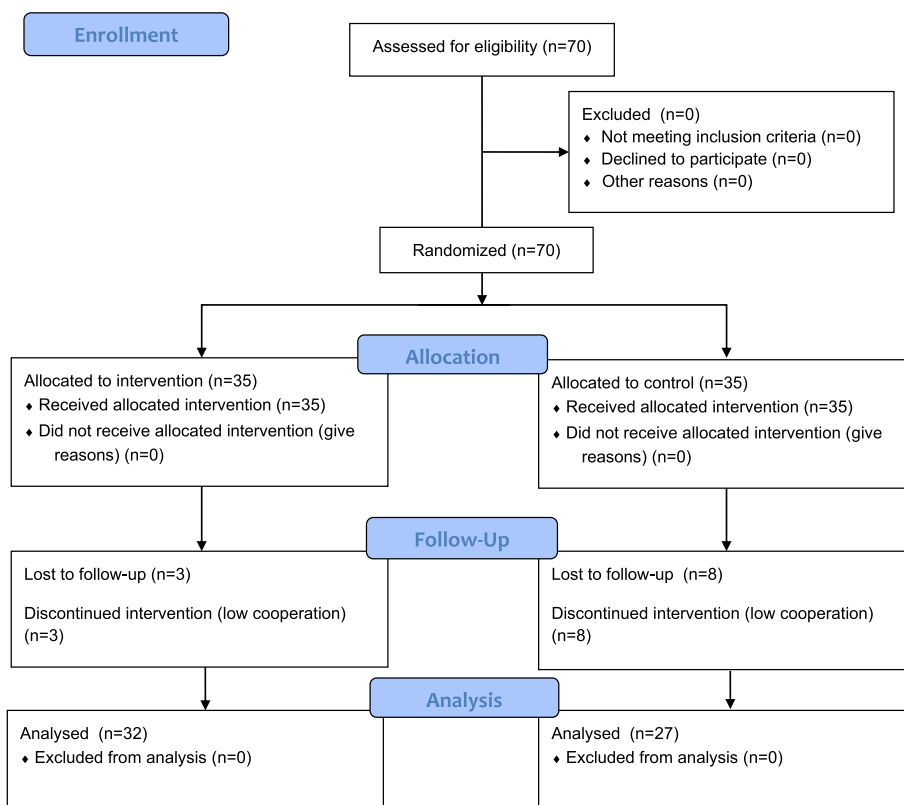 Enrollment
Assessed for eligibility (n=70)
Excluded (n=0)
♦ Not meeting inclusion criteria (n=0)
♦ Declined to participate (n=0)
♦ Other reasons (n=0)
Randomized (n=70)
Allocation
Allocated to intervention (n=35)
♦ Received allocated intervention (n=35)
♦ Did not receive allocated intervention (give
reasons) (n=0)
Allocated to control (n=35)
♦ Received allocated intervention (n=35)
♦ Did not receive allocated intervention (give
reasons) (n=0)
Follow-Up
Lost to follow-up (n=3)
Discontinued intervention (low cooperation)
(n=3)
Lost to follow-up (n=8)
Discontinued intervention (low cooperation)
(n=8)
Analysis
Analysed (n=32)
♦ Excluded from analysis (n=0)
Analysed (n=27)
♦ Excluded from analysis (n=0)